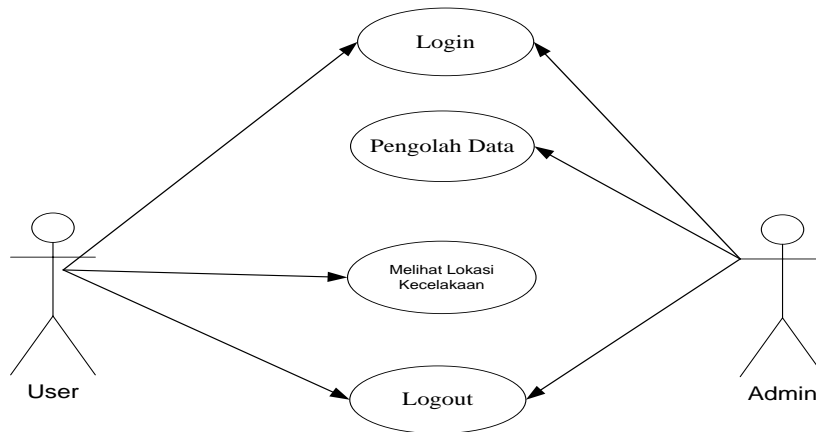 Login
Pengolah Data
Melihat Lokasi
Kecelakaan
User
Logout
Admin